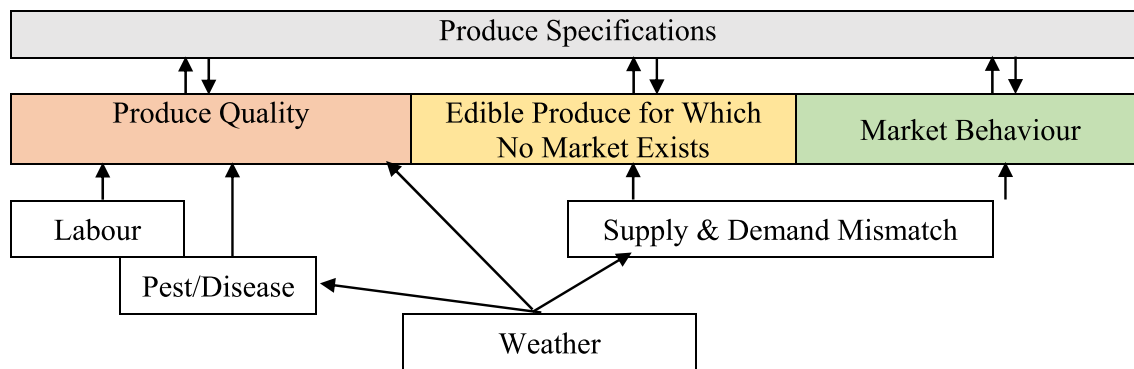 Produce Specifications
Produce Quality
Edible Produce for Which
No Market Exists
Market Behaviour
Labour
Supply & Demand Mismatch
Pest/Disease
Weather